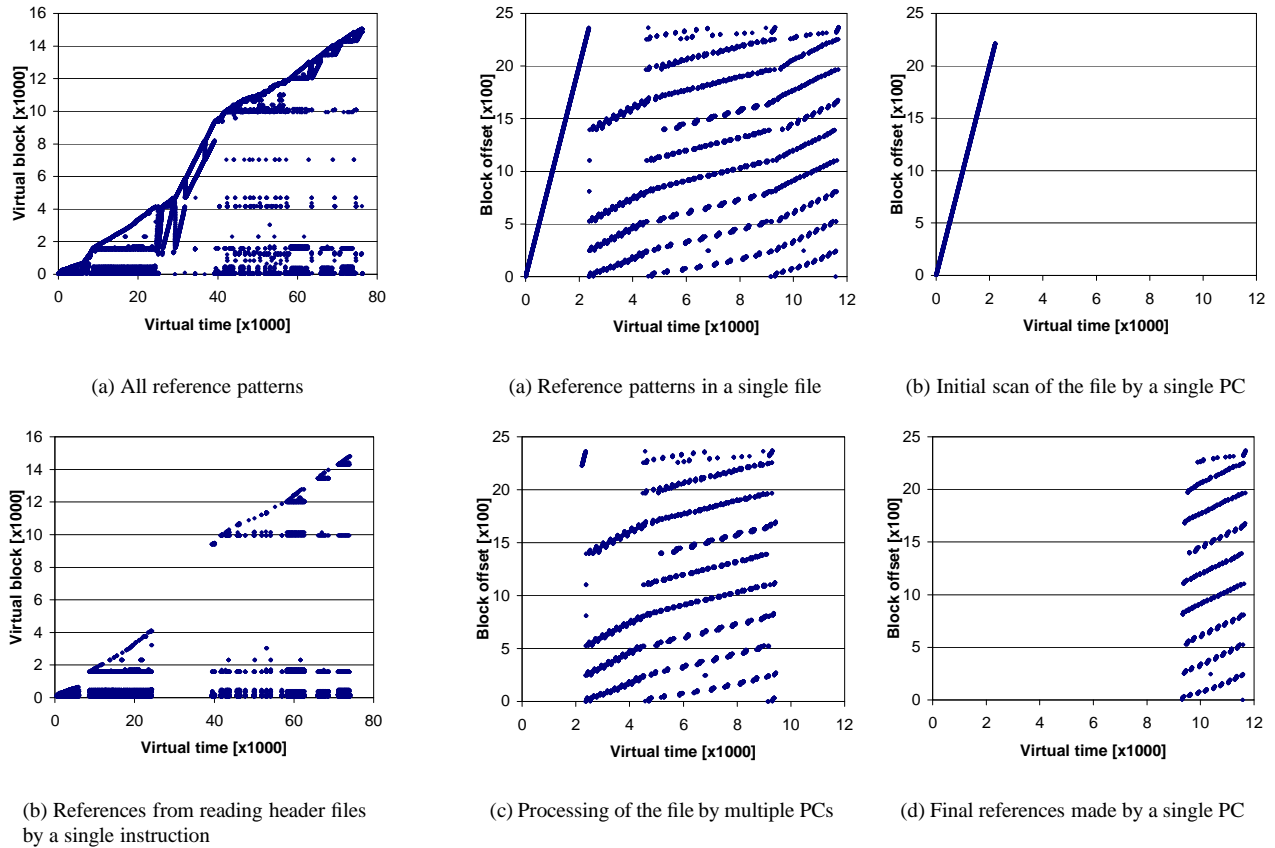 16
14
12
10
8
6
4
2
0
Virtual block [x1000]
0 20 40 60 80
Virtual time [x1000]
(a) All reference patterns
25
20
15
10
5
0
Block offset [x100]
0 2 4 6 8 10 12
Virtual time [x1000]
(a) Reference patterns in a single file
25
20
15
10
5
0
Block offset [x100]
0 2 4 6 8 10 12
Virtual time [x1000]
(b) Initial scan of the file by a single PC
16
14
12
10
8
6
4
2
0
Virtual block [x1000]
0 20 40 60 80
Virtual time [x1000]
(b) References from reading header files
by a single instruction
25
20
15
10
5
0
Block offset [x100]
0 2 4 6 8 10 12
Virtual time [x1000]
(c) Processing of the file by multiple PCs
25
20
15
10
5
0
Block offset [x100]
0 2 4 6 8 10 12
Virtual time [x1000]
(d) Final references made by a single PC